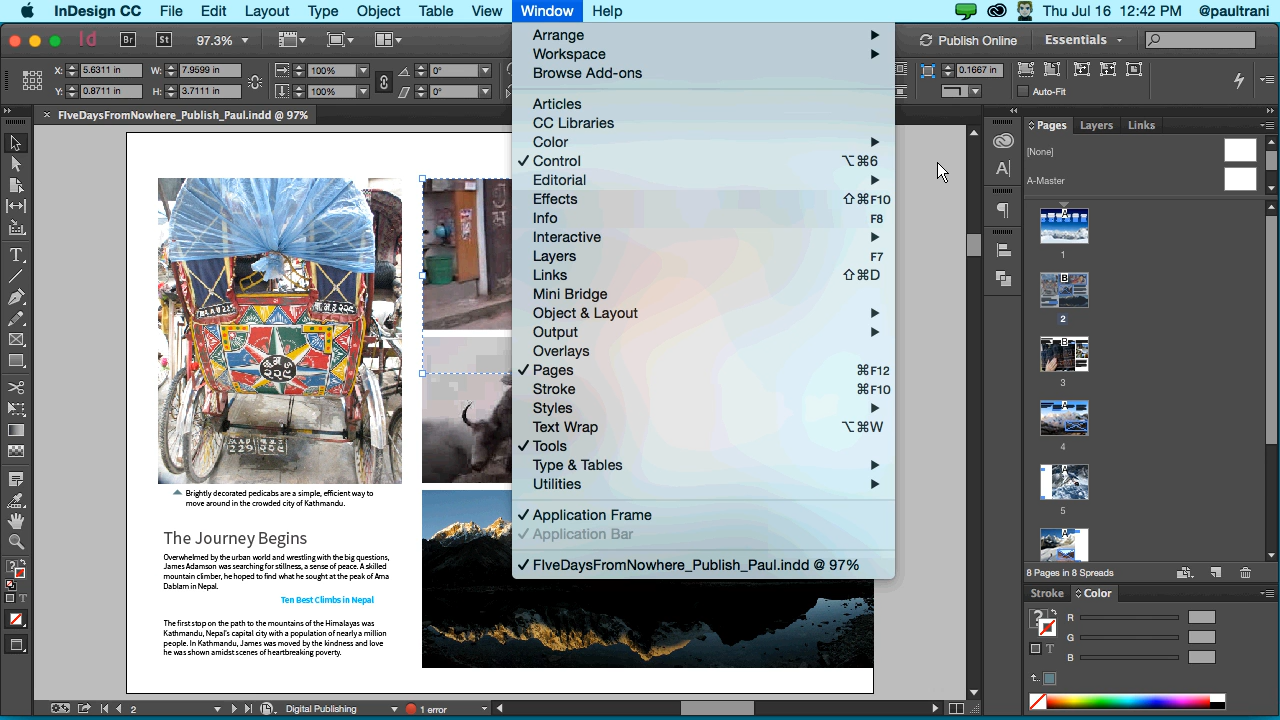 InDesign CC File Edit Layout Type Object Table View Window Help Thu Jul 16 12:42 PM @paultrani
Id Br St 97.3% Publish Online Essentials
X: 5.6311 in W: 7.9599 in 100% 0° 0.1667 in
Y: 0.8711 in H: 3.7111 in 100% 0° Auto-Fit
× FIveDaysFromNowhere_Publish_Paul.indd @ 97%
Arrange
Workspace
Browse Add-ons
Articles
CC Libraries
Color
✓ Control ⌥⌘6
Editorial
Effects ⇧⌘F10
Info F8
Interactive
Layers F7
Links ⇧⌘D
Mini Bridge
Object & Layout
Output
Overlays
✓ Pages ⌘F12
Stroke ⌘F10
Styles
Text Wrap ⌥⌘W
✓ Tools
Type & Tables
Utilities
✓ Application Frame
✓ Application Bar
✓ FIveDaysFromNowhere_Publish_Paul.indd @ 97%
Brightly decorated pedicabs are a simple, efficient way to
move around in the crowded city of Kathmandu.
The Journey Begins
Overwhelmed by the urban world and wrestling with the big questions,
James Adamson was searching for stillness, a sense of peace. A skilled
mountain climber, he hoped to find what he sought at the peak of Ama
Dablam in Nepal.
Ten Best Climbs in Nepal
The first stop on the path to the mountains of the Himalayas was
Kathmandu, Nepal's capital city with a population of nearly a million
people. In Kathmandu, James was moved by the kindness and love
he was shown amidst scenes of heartbreaking poverty.
Pages Layers Links
[None]
A-Master
A
1
B
2
B
3
A
4
A
5
8 Pages in 8 Spreads
Stroke Color
R
G
B
2 Digital Publishing 1 error